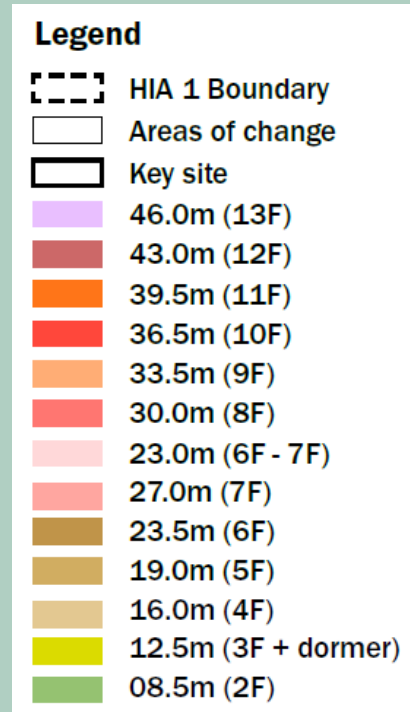 Legend
HIA 1 Boundary
Areas of change
Key site
46.0m (13F)
43.0m (12F)
39.5m (11F)
36.5m (10F)
33.5m (9F)
30.0m (8F)
23.0m (6F - 7F)
27.0m (7F)
23.5m (6F)
19.0m (5F)
16.0m (4F)
12.5m (3F + dormer)
08.5m (2F)